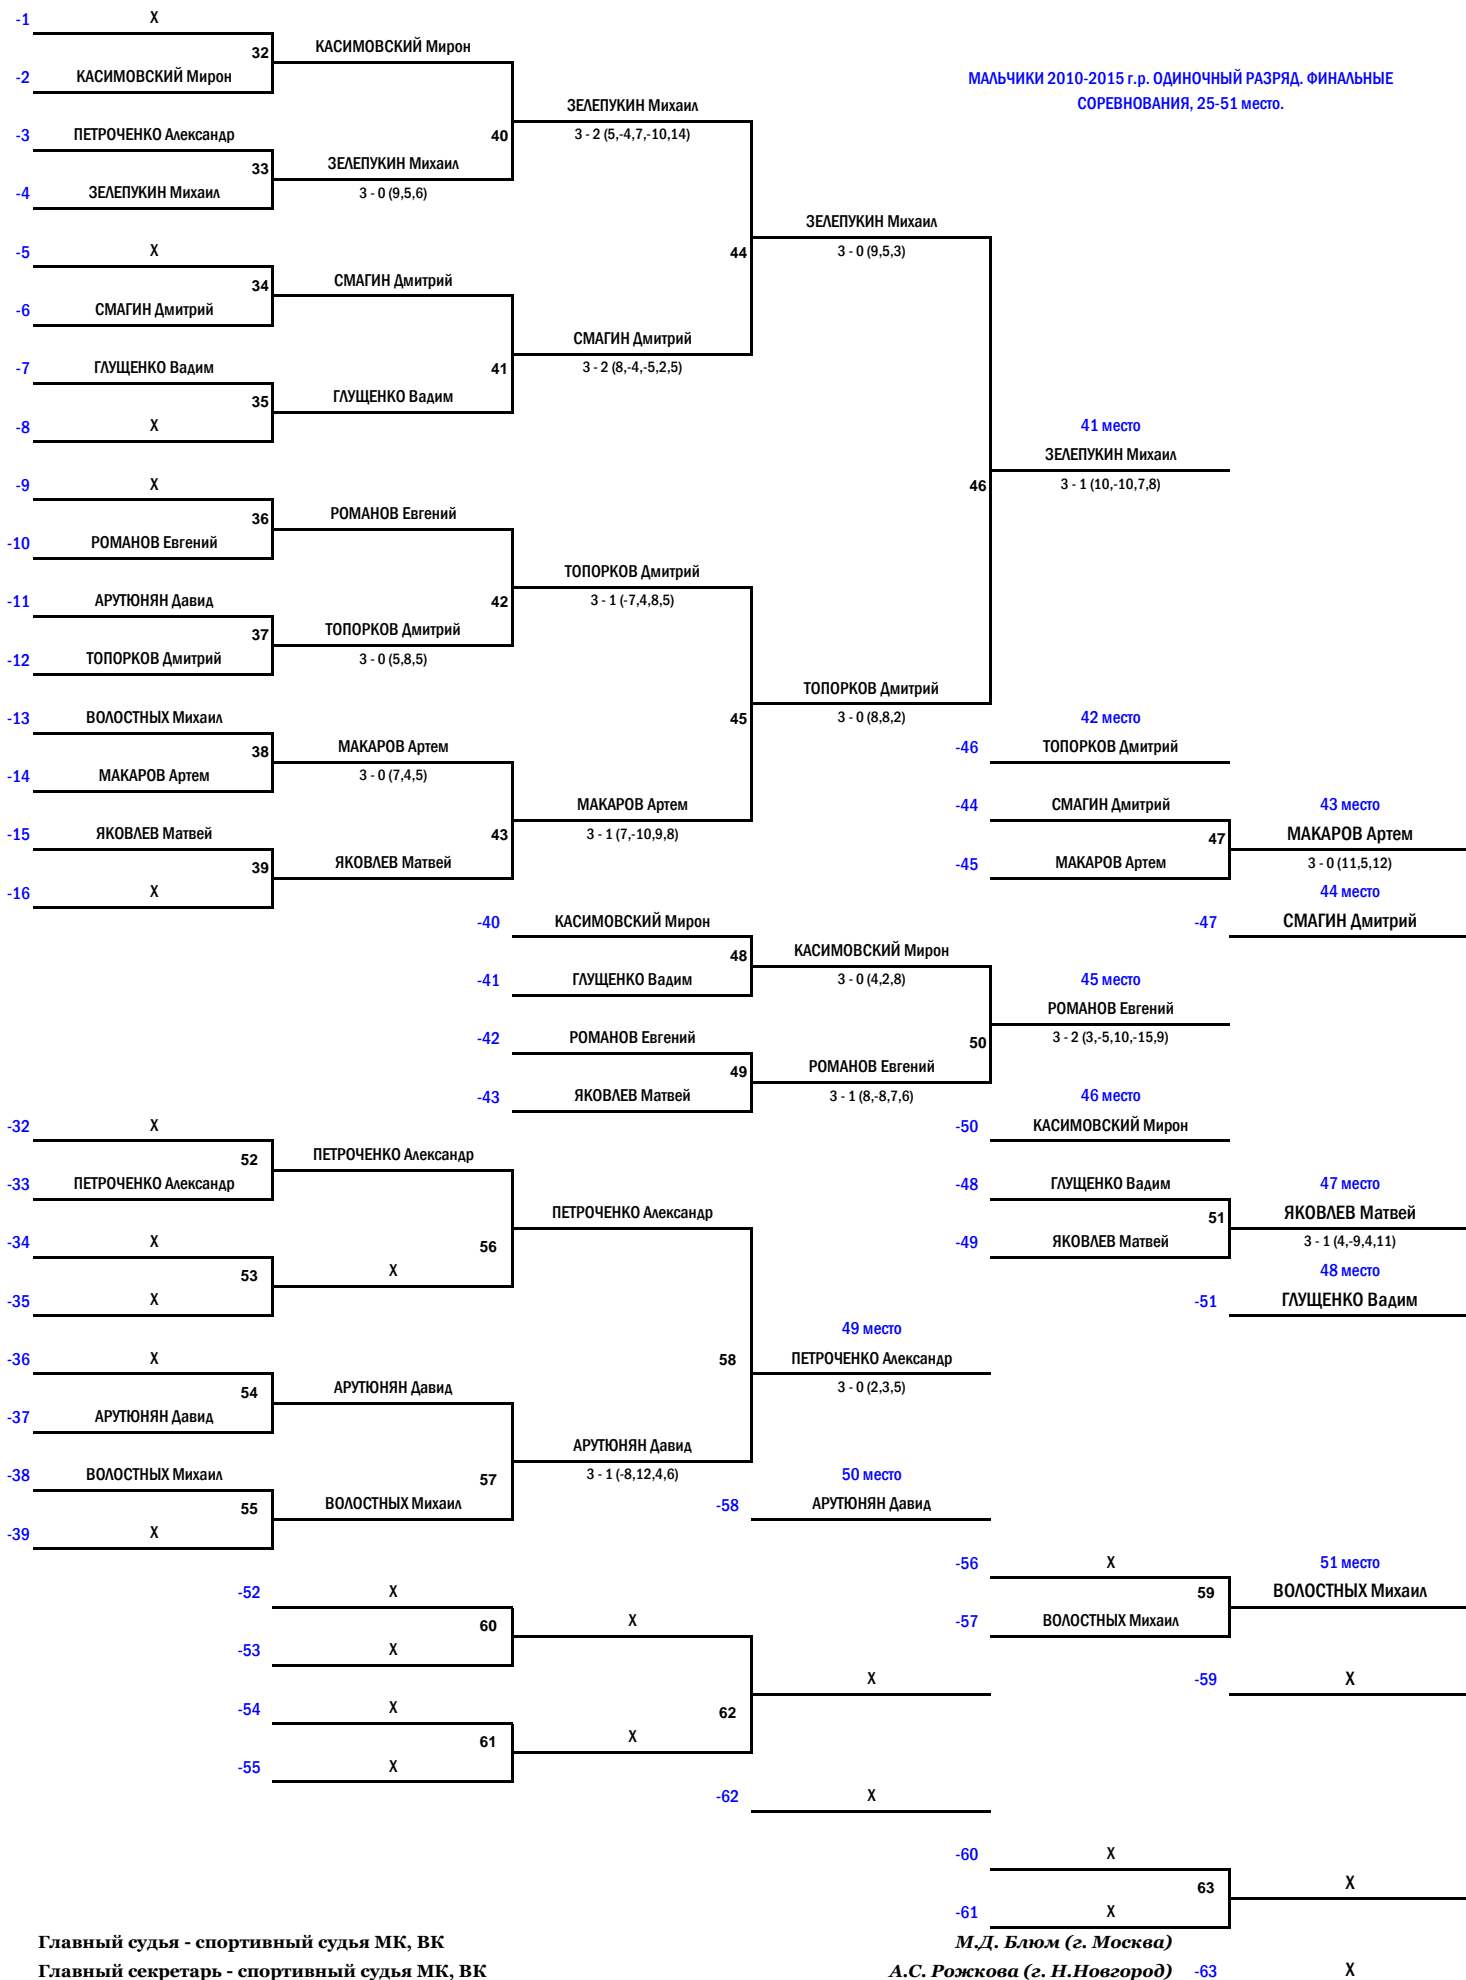 -1 X
32 КАСИМОВСКИЙ Мирон
-2 КАСИМОВСКИЙ Мирон
МАЛЬЧИКИ 2010-2015 г.р. ОДИНОЧНЫЙ РАЗРЯД. ФИНАЛЬНЫЕ
СОРЕВНОВАНИЯ, 25-51 место.
ЗЕЛЕПУКИН Михаил
-3 ПЕТРОЧЕНКО Александр 40 3 - 2 (5,-4,7,-10,14)
33 ЗЕЛЕПУКИН Михаил
-4 ЗЕЛЕПУКИН Михаил 3 - 0 (9,5,6)
ЗЕЛЕПУКИН Михаил
-5 X 44 3 - 0 (9,5,3)
34 СМАГИН Дмитрий
-6 СМАГИН Дмитрий
СМАГИН Дмитрий
-7 ГЛУЩЕНКО Вадим 41 3 - 2 (8,-4,-5,2,5)
35 ГЛУЩЕНКО Вадим
-8 X 41 место
ЗЕЛЕПУКИН Михаил
-9 X 46 3 - 1 (10,-10,7,8)
36 РОМАНОВ Евгений
-10 РОМАНОВ Евгений
ТОПОРКОВ Дмитрий
-11 АРУТЮНЯН Давид 42 3 - 1 (-7,4,8,5)
37 ТОПОРКОВ Дмитрий
-12 ТОПОРКОВ Дмитрий 3 - 0 (5,8,5)
ТОПОРКОВ Дмитрий
-13 ВОЛОСТНЫХ Михаил 45 3 - 0 (8,8,2) 42 место
38 МАКАРОВ Артем -46 ТОПОРКОВ Дмитрий
-14 МАКАРОВ Артем 3 - 0 (7,4,5)
МАКАРОВ Артем -44 СМАГИН Дмитрий 43 место
-15 ЯКОВЛЕВ Матвей 43 3 - 1 (7,-10,9,8) 47 МАКАРОВ Артем
39 ЯКОВЛЕВ Матвей -45 МАКАРОВ Артем 3 - 0 (11,5,12)
-16 X 44 место
-40 КАСИМОВСКИЙ Мирон -47 СМАГИН Дмитрий
48 КАСИМОВСКИЙ Мирон
-41 ГЛУЩЕНКО Вадим 3 - 0 (4,2,8) 45 место
РОМАНОВ Евгений
-42 РОМАНОВ Евгений 50 3 - 2 (3,-5,10,-15,9)
49 РОМАНОВ Евгений
-43 ЯКОВЛЕВ Матвей 3 - 1 (8,-8,7,6) 46 место
-32 X -50 КАСИМОВСКИЙ Мирон
52 ПЕТРОЧЕНКО Александр
-33 ПЕТРОЧЕНКО Александр -48 ГЛУЩЕНКО Вадим 47 место
ПЕТРОЧЕНКО Александр 51 ЯКОВЛЕВ Матвей
-34 X 56 -49 ЯКОВЛЕВ Матвей 3 - 1 (4,-9,4,11)
53 X 48 место
-35 X -51 ГЛУЩЕНКО Вадим
49 место
-36 X 58 ПЕТРОЧЕНКО Александр
54 АРУТЮНЯН Давид 3 - 0 (2,3,5)
-37 АРУТЮНЯН Давид
АРУТЮНЯН Давид
-38 ВОЛОСТНЫХ Михаил 57 3 - 1 (-8,12,4,6) 50 место
55 ВОЛОСТНЫХ Михаил -58 АРУТЮНЯН Давид
-39 X
-56 X 51 место
-52 X 59 ВОЛОСТНЫХ Михаил
60 X -57 ВОЛОСТНЫХ Михаил
-53 X
X -59 X
-54 X 62
61 X
-55 X
-62 X
-60 X
63 X
-61 X
Главный судья - спортивный судья МК, ВК М.Д. Блюм (г. Москва)
Главный секретарь - спортивный судья МК, ВК А.С. Рожкова (г. Н.Новгород) -63 X